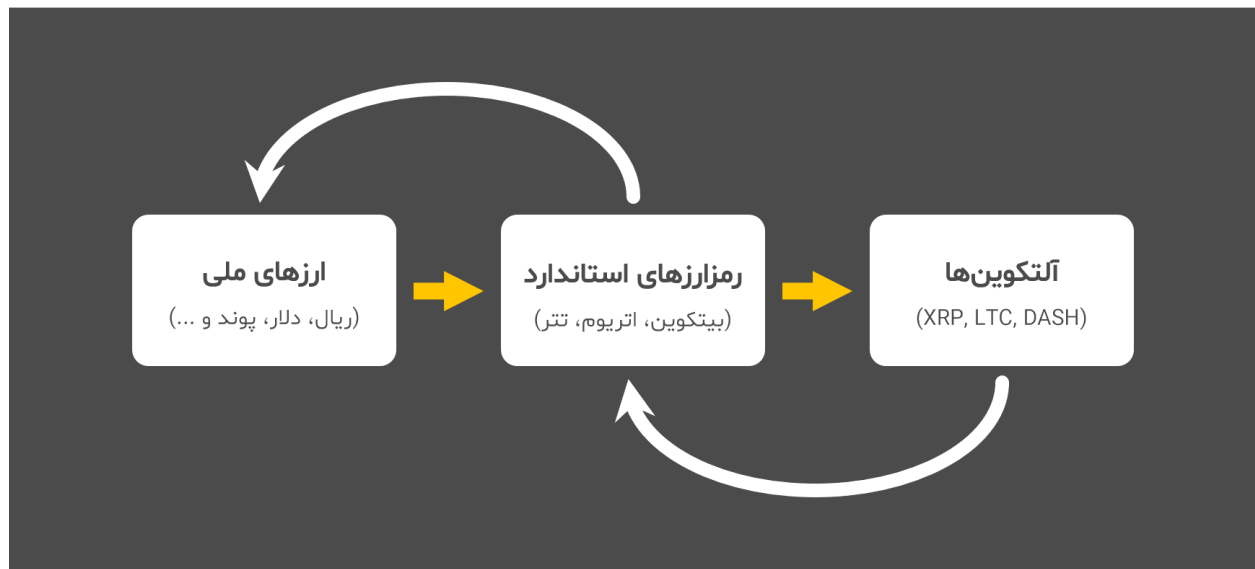 ارزهای ملی
(ریال، دلار، پوند و ...)
رمزارزهای استاندارد
(بیتکوین، اتریوم، تتر)
آلتکوین‌ها
(XRP, LTC, DASH)